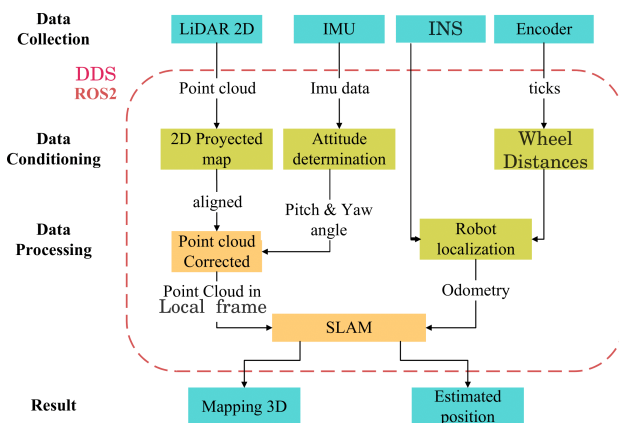 Data
Collection
LiDAR 2D
IMU
INS
Encoder
DDS
ROS2
Point cloud
Imu data
ticks
Data
Conditioning
2D Proyected
map
Attitude
determination
Wheel
Distances
aligned
Pitch & Yaw
angle
Data
Processing
Point cloud
Corrected
Robot
localization
Point Cloud in
Local frame
Odometry
SLAM
Result
Mapping 3D
Estimated
position